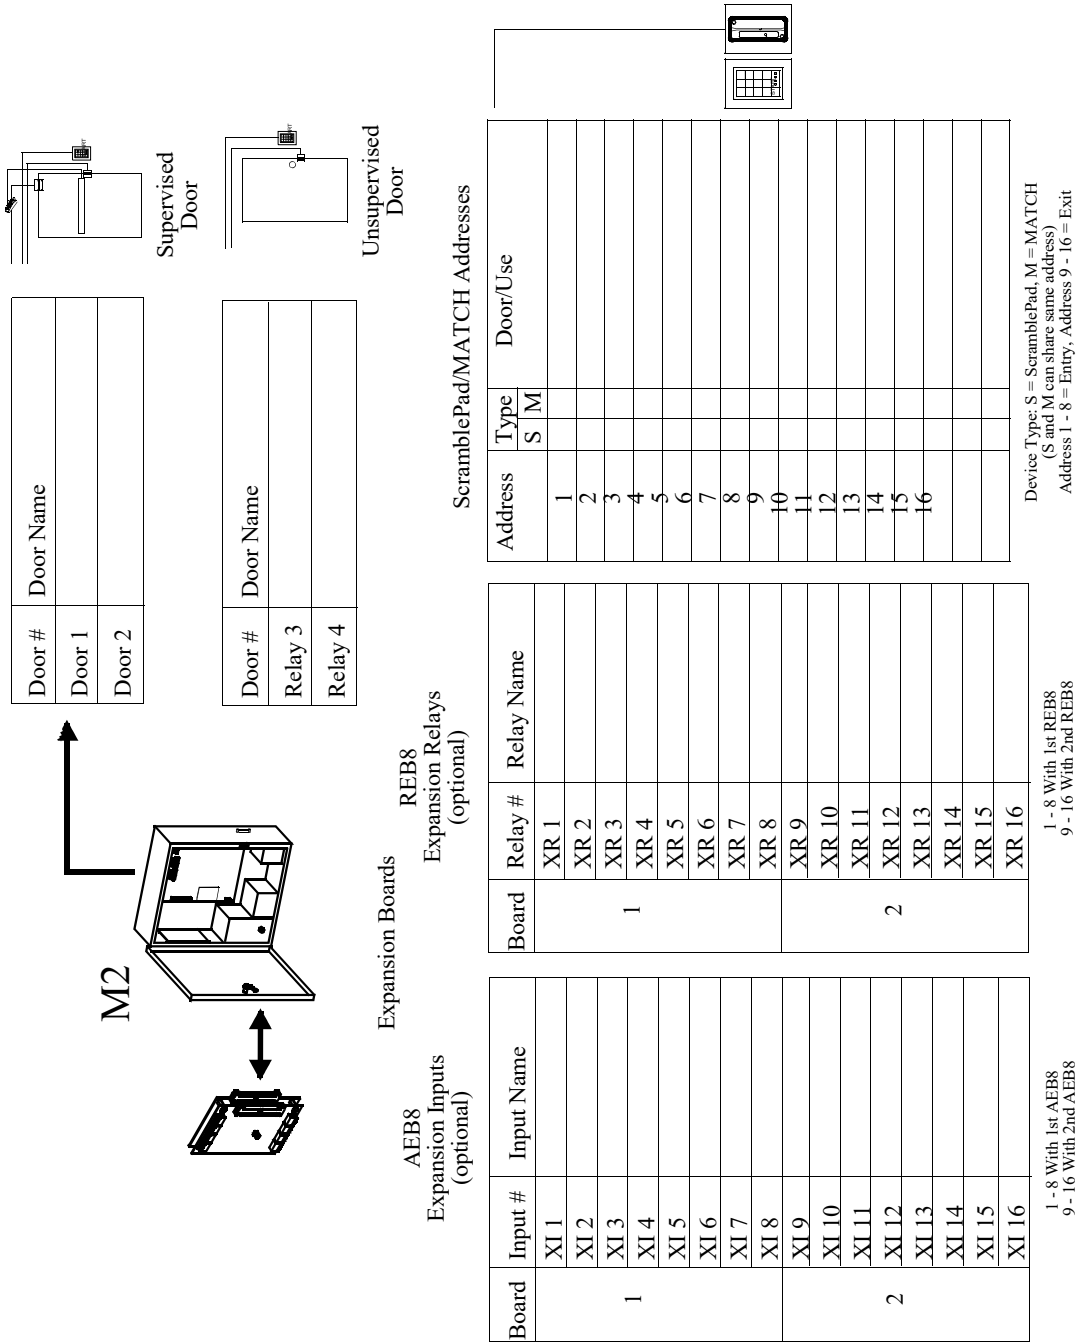 M2
Door # Door Name
Door 1
Door 2
Supervised
Door
Door # Door Name
Relay 3
Relay 4
Unsupervised
Door
Expansion Boards
AEB8
Expansion Inputs
(optional)
Board Input # Input Name
1
XI 1
XI 2
XI 3
XI 4
XI 5
XI 6
XI 7
XI 8
2
XI 9
XI 10
XI 11
XI 12
XI 13
XI 14
XI 15
XI 16
1 - 8 With 1st AEB8
9 - 16 With 2nd AEB8
REB8
Expansion Relays
(optional)
Board Relay # Relay Name
1
XR 1
XR 2
XR 3
XR 4
XR 5
XR 6
XR 7
XR 8
2
XR 9
XR 10
XR 11
XR 12
XR 13
XR 14
XR 15
XR 16
1 - 8 With 1st REB8
9 - 16 With 2nd REB8
ScramblePad/MATCH Addresses
Address Type Door/Use
S M
1
2
3
4
5
6
7
8
9
10
11
12
13
14
15
16
Device Type: S = ScramblePad, M = MATCH
(S and M can share same address)
Address 1 - 8 = Entry, Address 9 - 16 = Exit